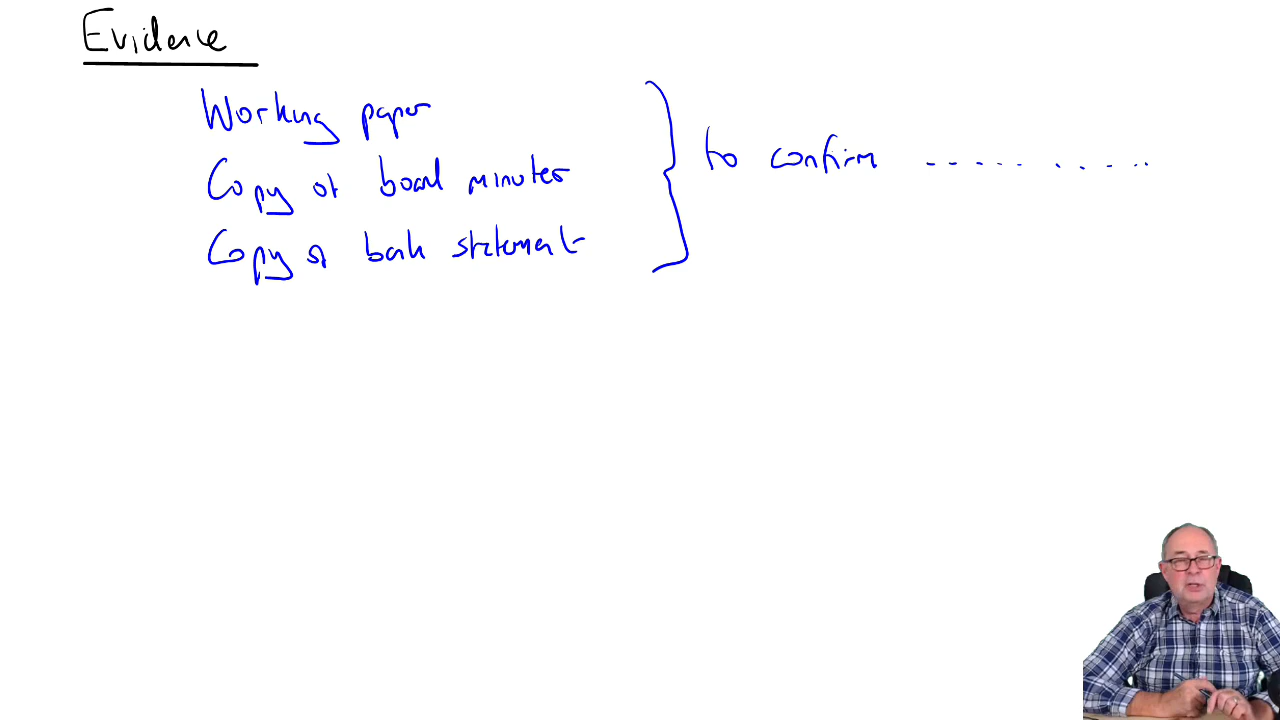 Evidence
Working paper
Copy of board minutes
Copy of bank statement
to confirm ..............